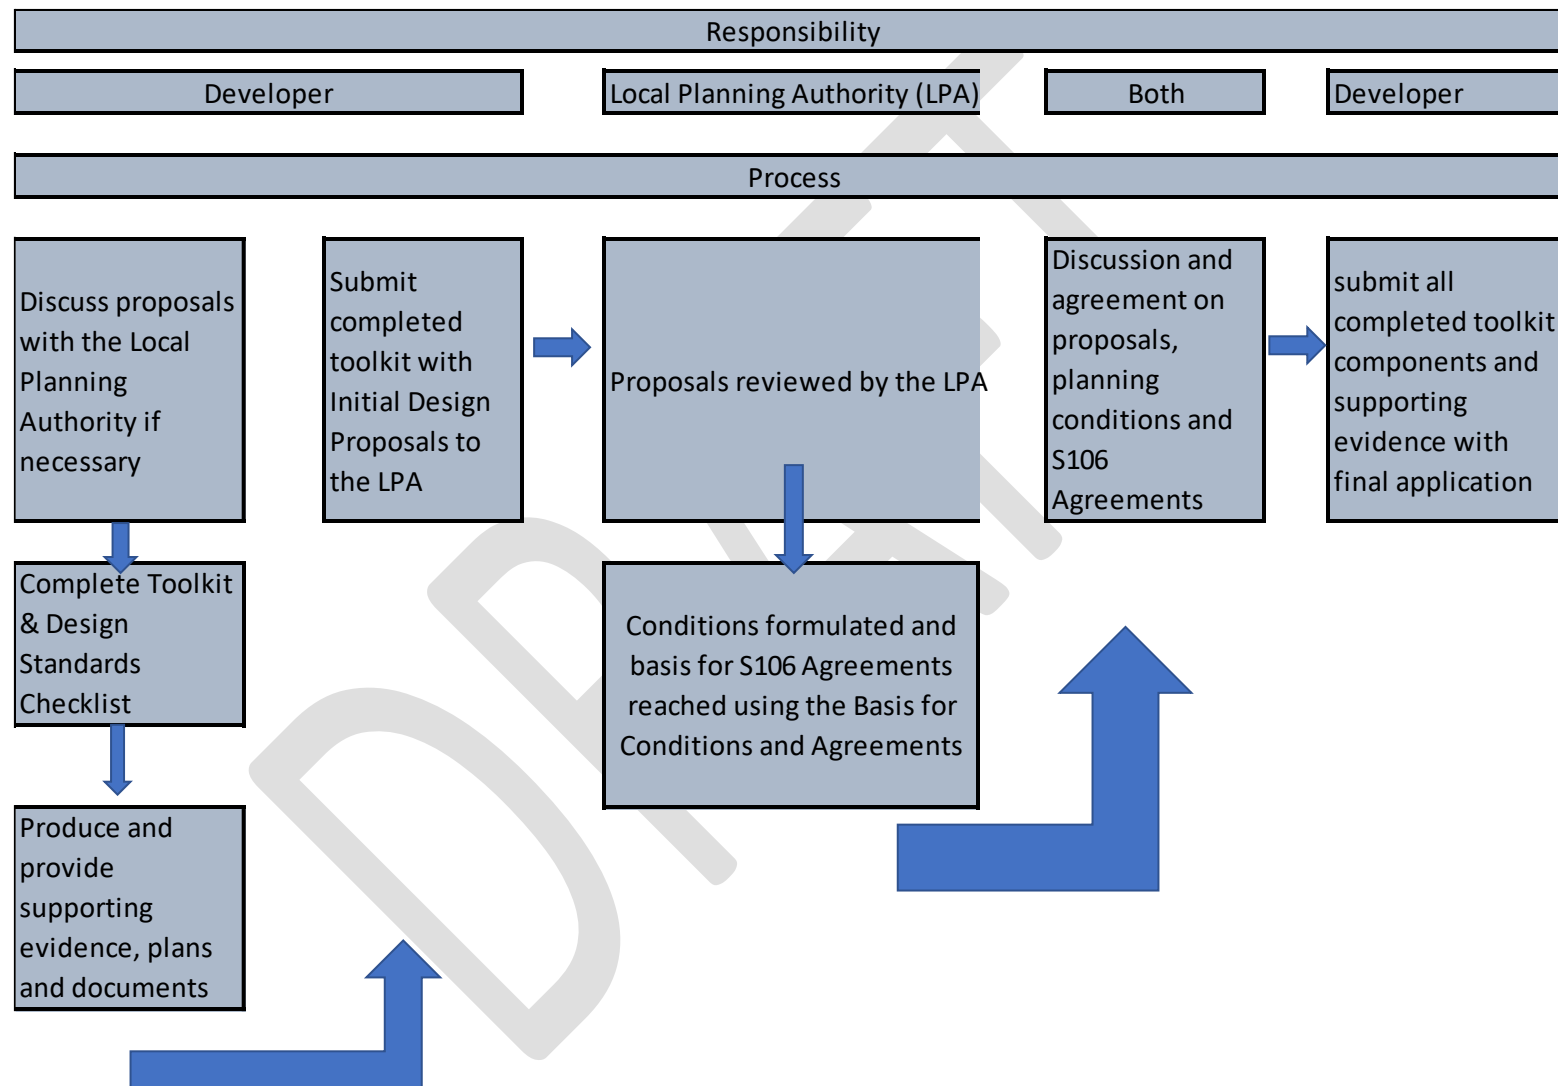 Responsibility
Developer
Local Planning Authority (LPA)
Both
Developer
Process
Discuss proposals
with the Local
Planning
Authority if
necessary
Submit
completed
toolkit with
Initial Design
Proposals to
the LPA
Proposals reviewed by the LPA
Discussion and
agreement on
proposals,
planning
conditions and
S106
Agreements
submit all
completed toolkit
components and
supporting
evidence with
final application
Complete Toolkit
& Design
Standards
Checklist
Conditions formulated and
basis for S106 Agreements
reached using the Basis for
Conditions and Agreements
Produce and
provide
supporting
evidence, plans
and documents
DRAFT